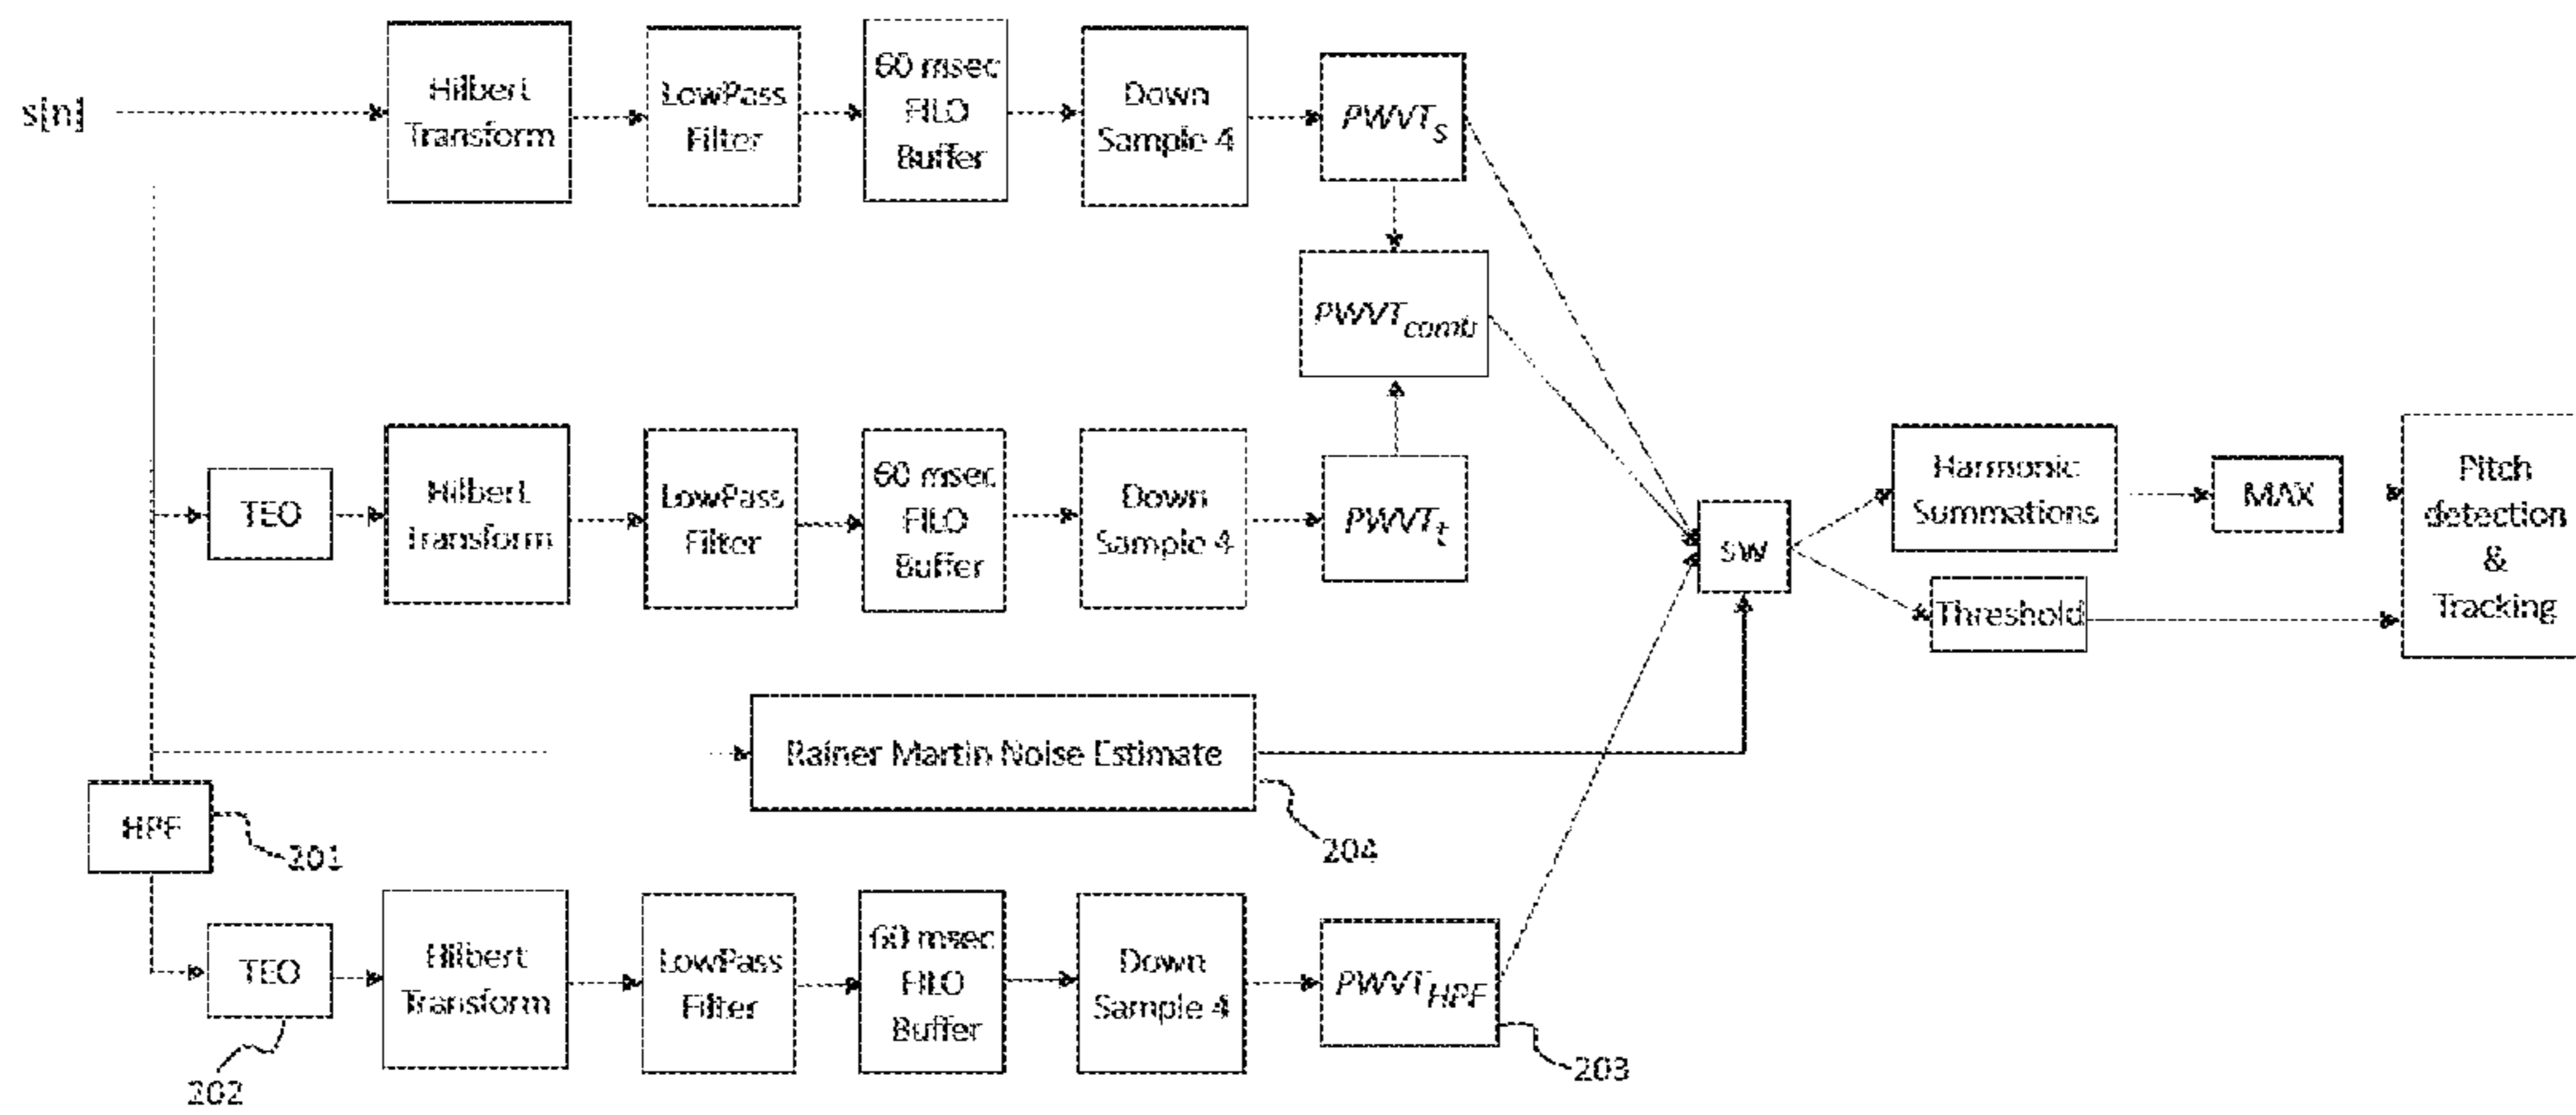 s[n]
Hilbert
Transform
LowPass
Filter
60 msec
FILO
Buffer
Down
Sample 4
PWVTs
PWVTcomb
TEO
Hilbert
Transform
LowPass
Filter
60 msec
FILO
Buffer
Down
Sample 4
PWVTt
SW
Harmonic
Summations
MAX
Threshold
Pitch
detection
&
Tracking
Rainer Martin Noise Estimate
204
HPF
201
TEO
202
Hilbert
Transform
LowPass
Filter
60 msec
FILO
Buffer
Down
Sample 4
PWVTHPF
203